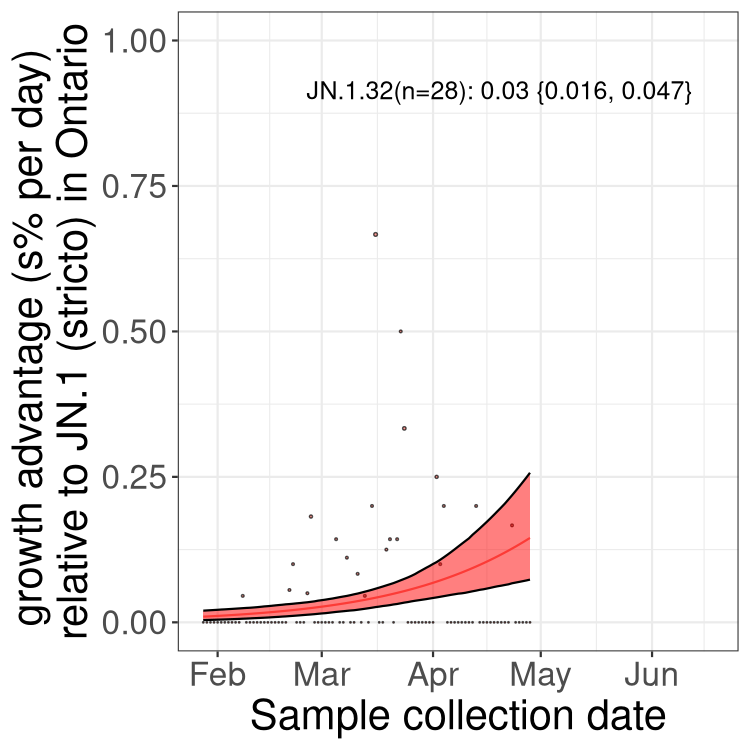 growth advantage (s% per day)
relative to JN.1 (stricto) in Ontario
1.00
0.75
0.50
0.25
0.00
JN.1.32(n=28): 0.03 {0.016, 0.047}
Feb Mar Apr May Jun
Sample collection date